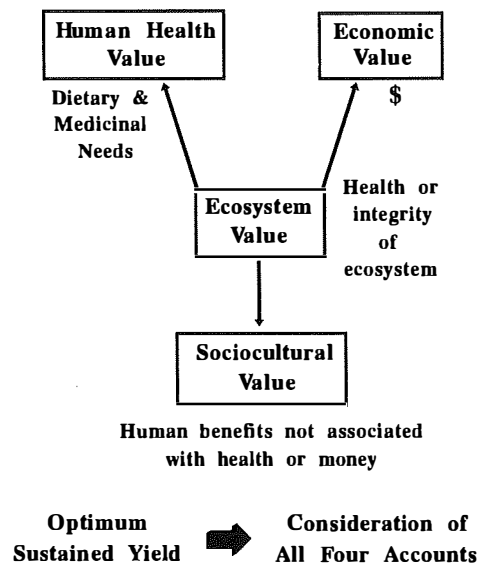 Human Health
Value
Economic
Value
Dietary &
Medicinal
Needs
$
Ecosystem
Value
Health or
integrity
of
ecosystem
Sociocultural
Value
Human benefits not associated
with health or money
Optimum
Sustained Yield
Consideration of
All Four Accounts